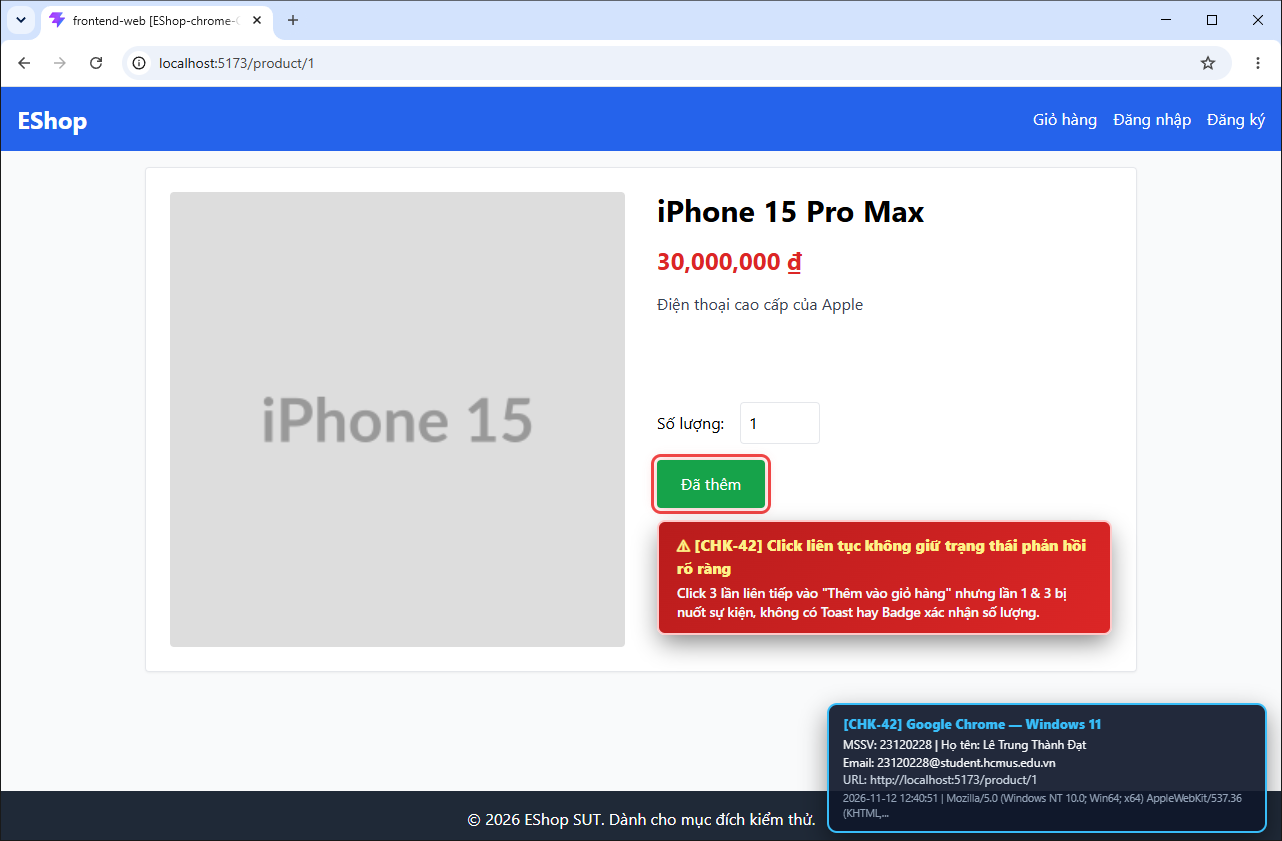 frontend-web [EShop-chrome-
localhost:5173/product/1
EShop
Giỏ hàng Đăng nhập Đăng ký
iPhone 15
iPhone 15 Pro Max
30,000,000 ₫
Điện thoại cao cấp của Apple
Số lượng: 1
Đã thêm
⚠ [CHK-42] Click liên tục không giữ trạng thái phản hồi
rõ ràng
Click 3 lần liên tiếp vào "Thêm vào giỏ hàng" nhưng lần 1 & 3 bị
nuốt sự kiện, không có Toast hay Badge xác nhận số lượng.
[CHK-42] Google Chrome — Windows 11
MSSV: 23120228 | Họ tên: Lê Trung Thành Đạt
Email: 23120228@student.hcmus.edu.vn
URL: http://localhost:5173/product/1
2026-11-12 12:40:51 | Mozilla/5.0 (Windows NT 10.0; Win64; x64) AppleWebKit/537.36
(KHTML,...
© 2026 EShop SUT. Dành cho mục đích kiểm thử.